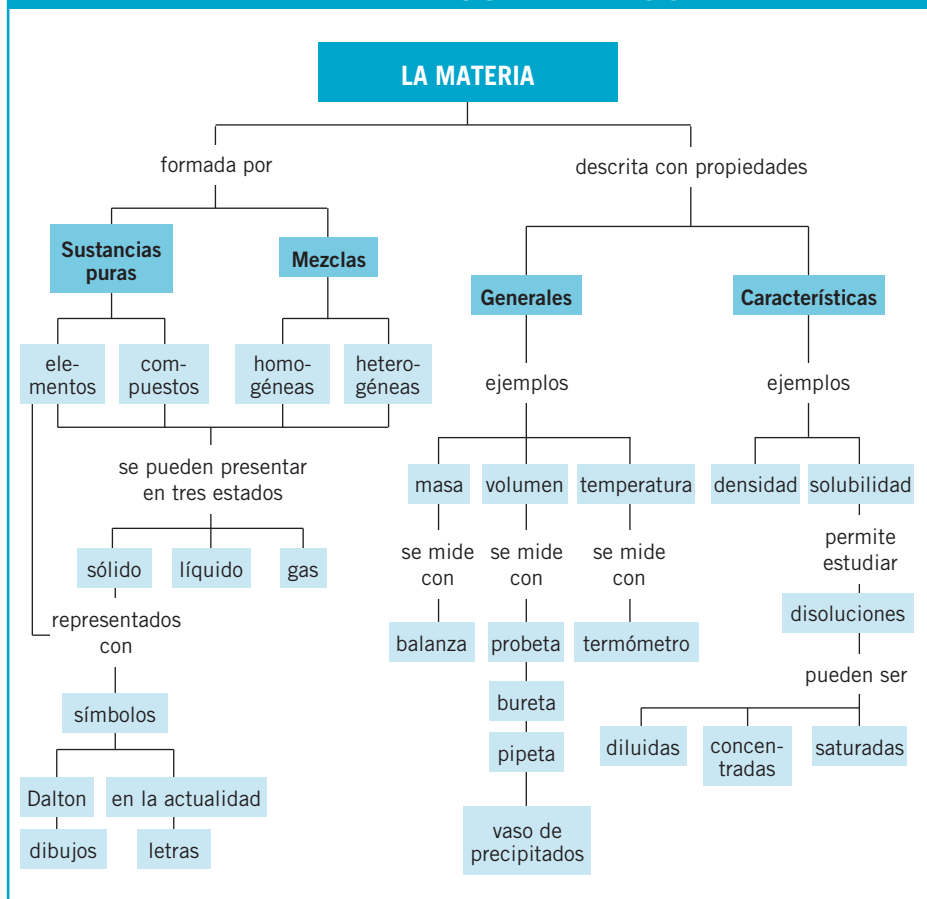 LA MATERIA
formada por
descrita con propiedades
Sustancias
puras
Mezclas
Generales
Características
ele-
mentos
com-
puestos
homo-
géneas
hetero-
géneas
ejemplos
ejemplos
se pueden presentar
en tres estados
masa
volumen
temperatura
densidad
solubilidad
sólido
líquido
gas
se mide
con
se mide
con
se mide
con
permite
estudiar
representados
con
balanza
probeta
termómetro
disoluciones
símbolos
bureta
pueden ser
pipeta
diluidas
concen-
tradas
saturadas
Dalton
en la actualidad
dibujos
letras
vaso de
precipitados